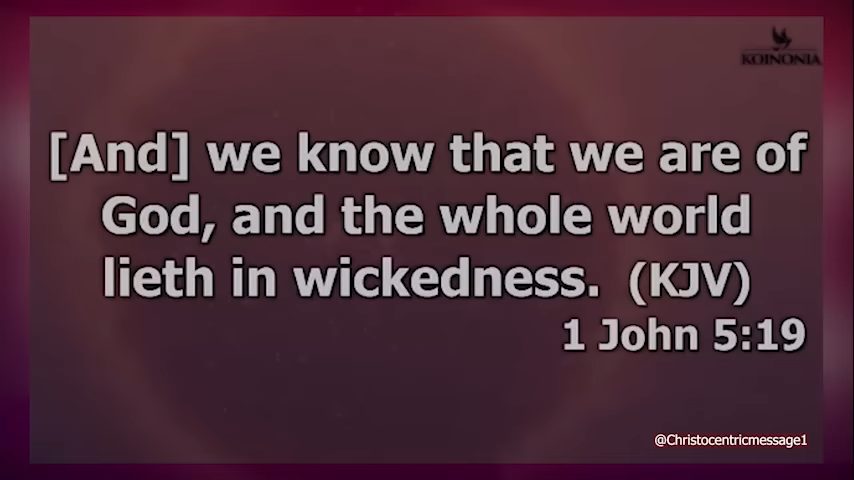 KOINONIA
[And] we know that we are of
God, and the whole world
lieth in wickedness. (KJV)
1 John 5:19
@Christocentricmessage1